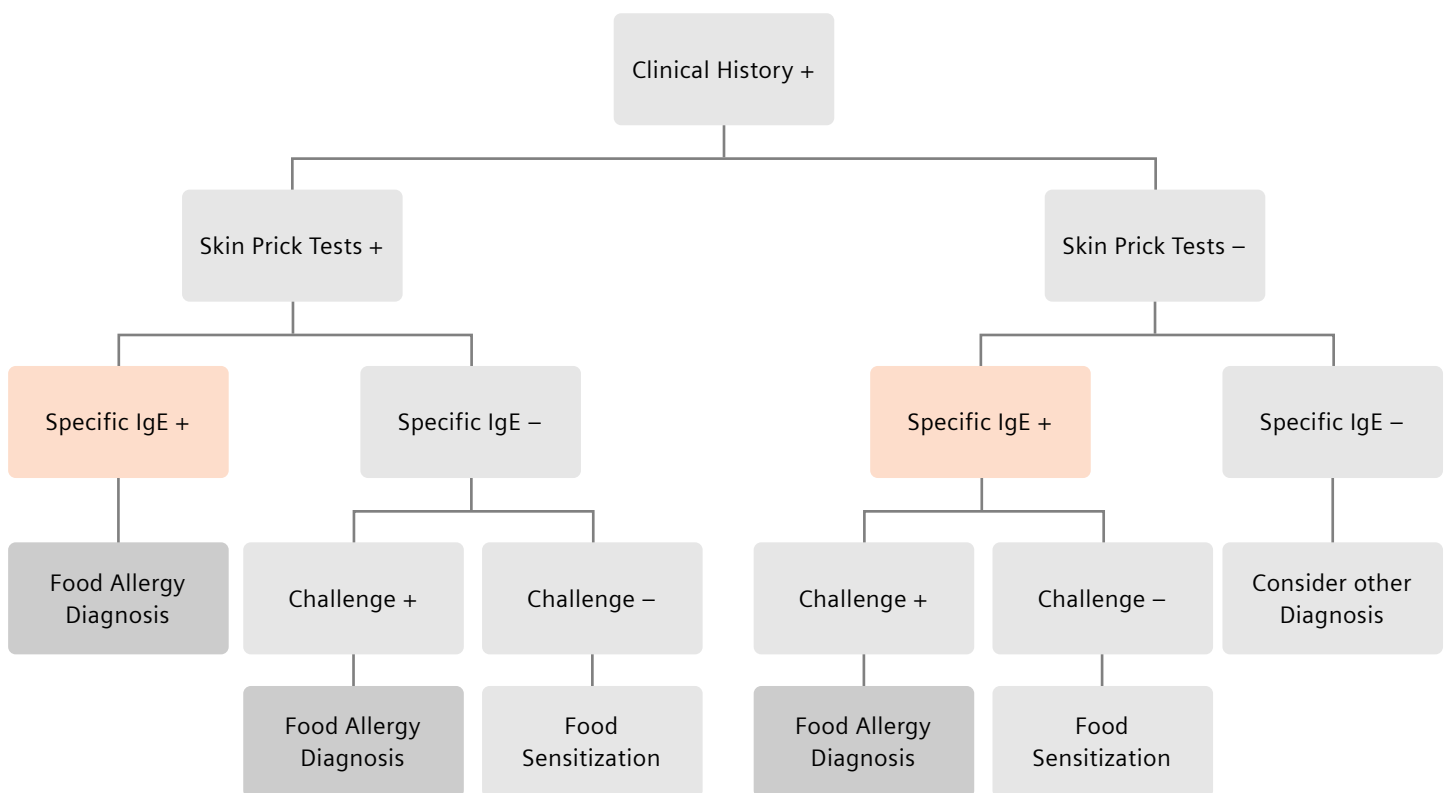 Clinical History +
Skin Prick Tests +
Skin Prick Tests –
Specific IgE +
Specific IgE –
Specific IgE +
Specific IgE –
Food Allergy
Diagnosis
Challenge +
Challenge –
Challenge +
Challenge –
Consider other
Diagnosis
Food Allergy
Diagnosis
Food
Sensitization
Food Allergy
Diagnosis
Food
Sensitization